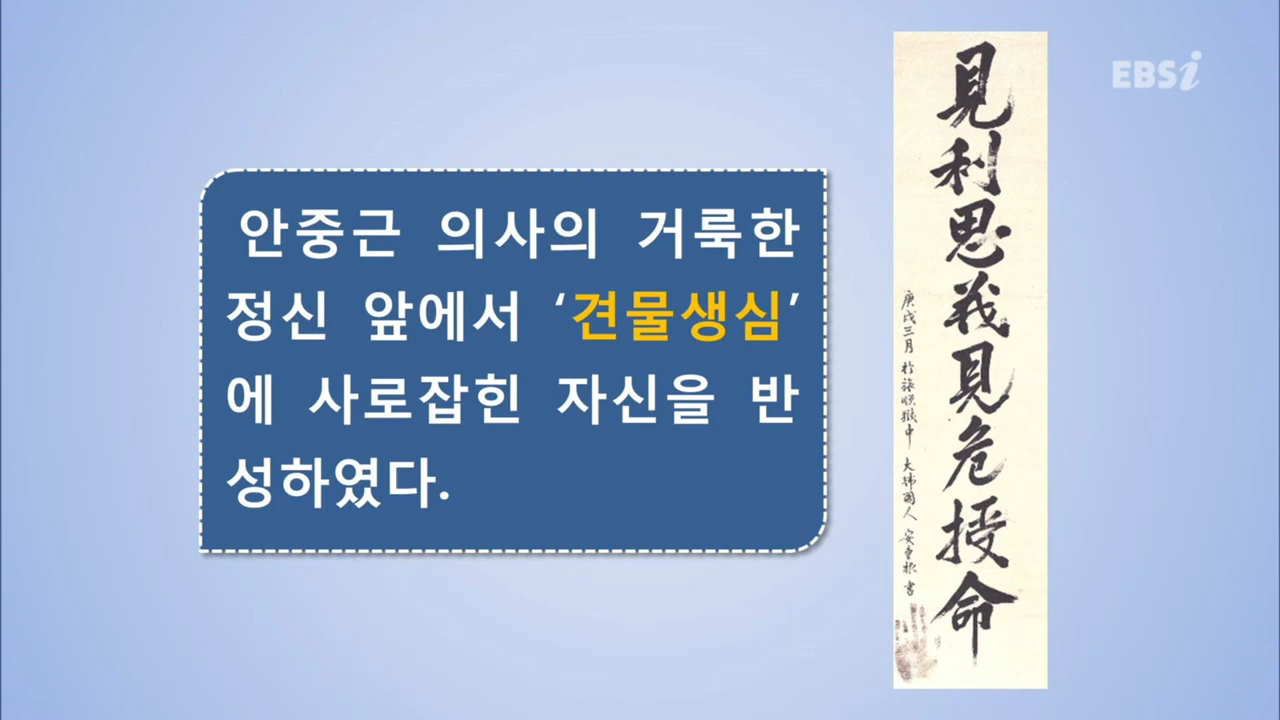 안중근 의사의 거룩한
정신 앞에서 ‘견물생심’
에 사로잡힌 자신을 반
성하였다.
EBSi
見利思義見危授命
庚戌三月 於旅順獄中 大韓國人 安重根 書